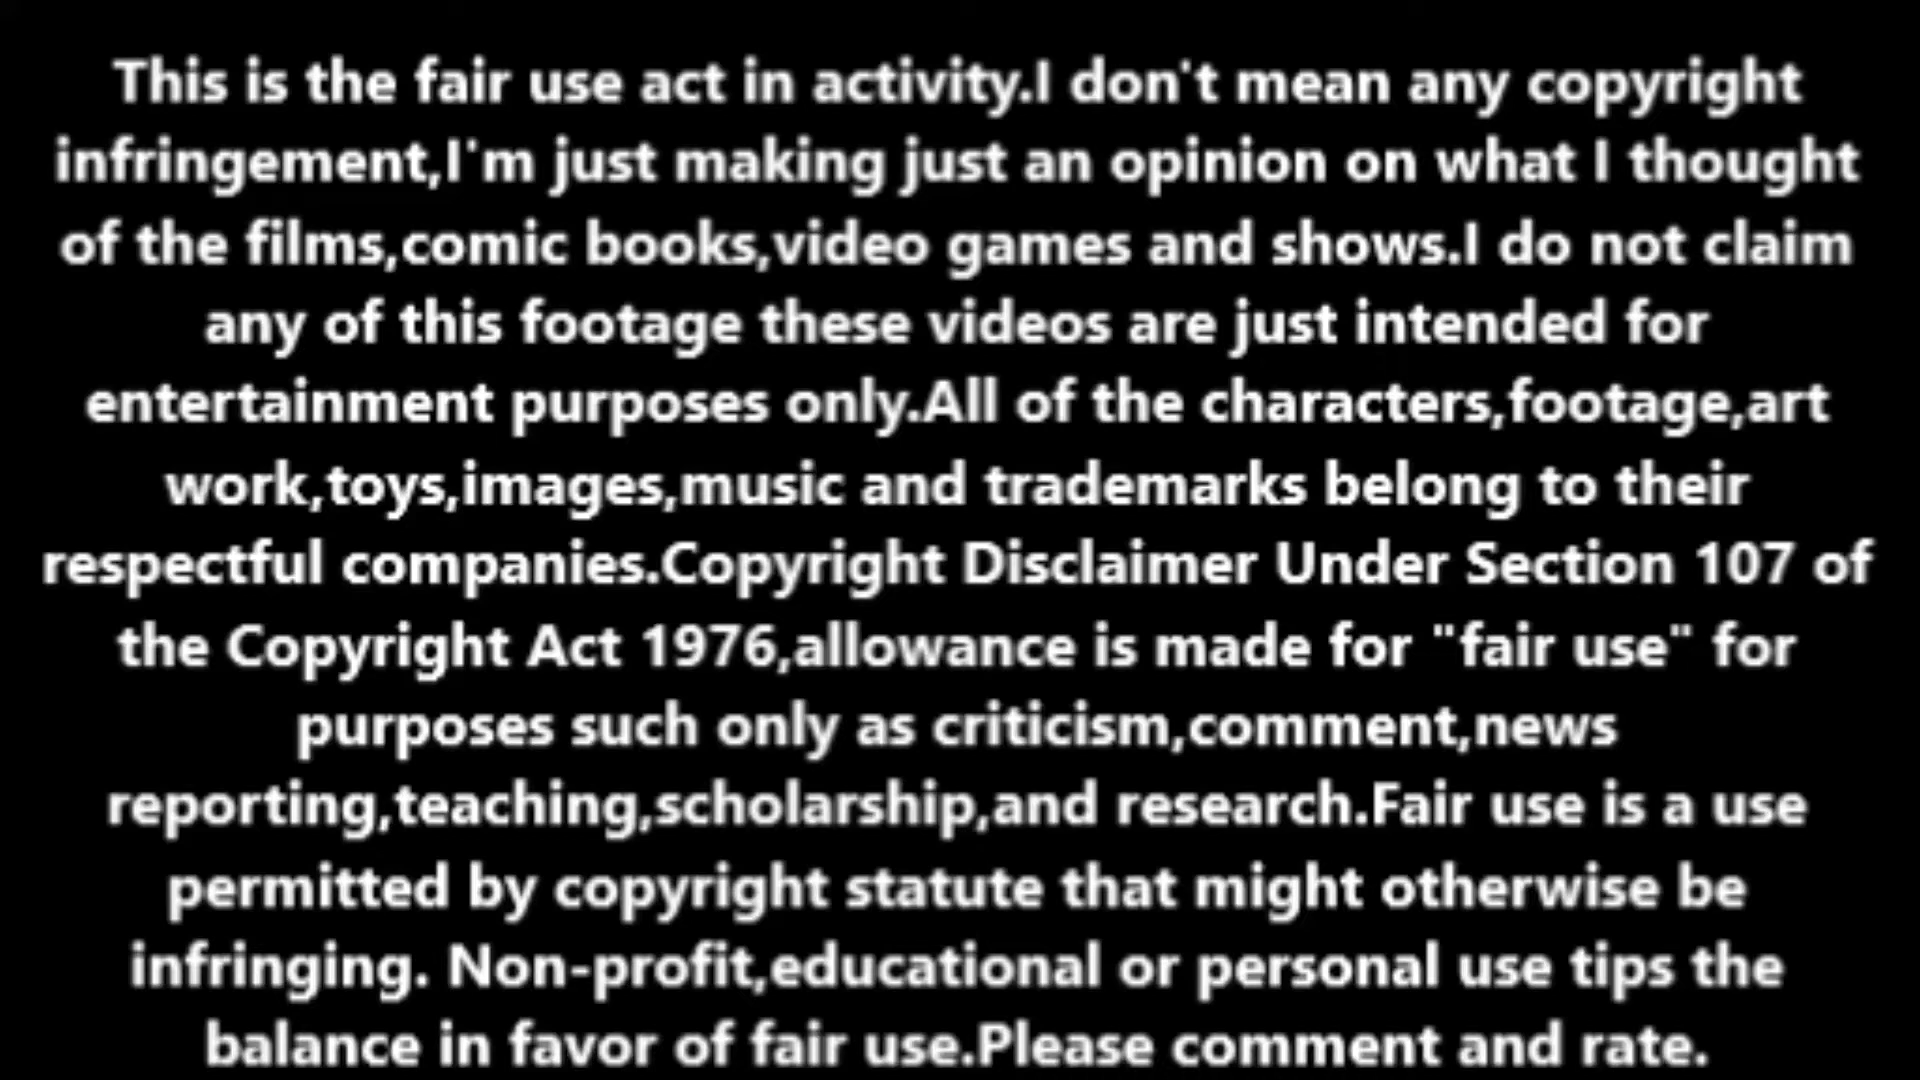 This is the fair use act in activity.I don't mean any copyright
infringement,I'm just making just an opinion on what I thought
of the films,comic books,video games and shows.I do not claim
any of this footage these videos are just intended for
entertainment purposes only.All of the characters,footage,art
work,toys,images,music and trademarks belong to their
respectful companies.Copyright Disclaimer Under Section 107 of
the Copyright Act 1976,allowance is made for "fair use" for
purposes such only as criticism,comment,news
reporting,teaching,scholarship,and research.Fair use is a use
permitted by copyright statute that might otherwise be
infringing. Non-profit,educational or personal use tips the
balance in favor of fair use.Please comment and rate.